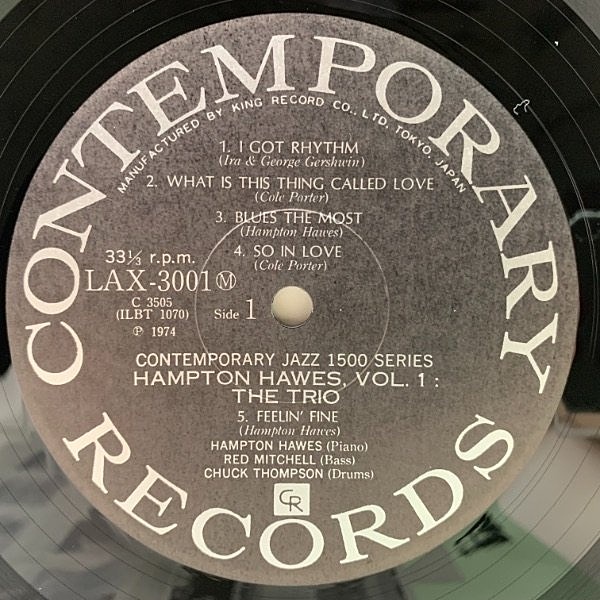 CONTEMPORARY
MANUFACTURED BY KING RECORD CO., LTD. TOKYO, JAPAN
1. I GOT RHYTHM
(Ira & George Gershwin)
2. WHAT IS THIS THING CALLED LOVE
(Cole Porter)
3. BLUES THE MOST
(Hampton Hawes)
4. SO IN LOVE
(Cole Porter)
33⅓ r.p.m.
LAX-3001 Ⓜ
C 3505
(ILBT 1070)
Side 1
℗ 1974
CONTEMPORARY JAZZ 1500 SERIES
HAMPTON HAWES, VOL. 1 :
THE TRIO
5. FEELIN' FINE
(Hampton Hawes)
HAMPTON HAWES (Piano)
RED MITCHELL (Bass)
CHUCK THOMPSON (Drums)
CR
RECORDS